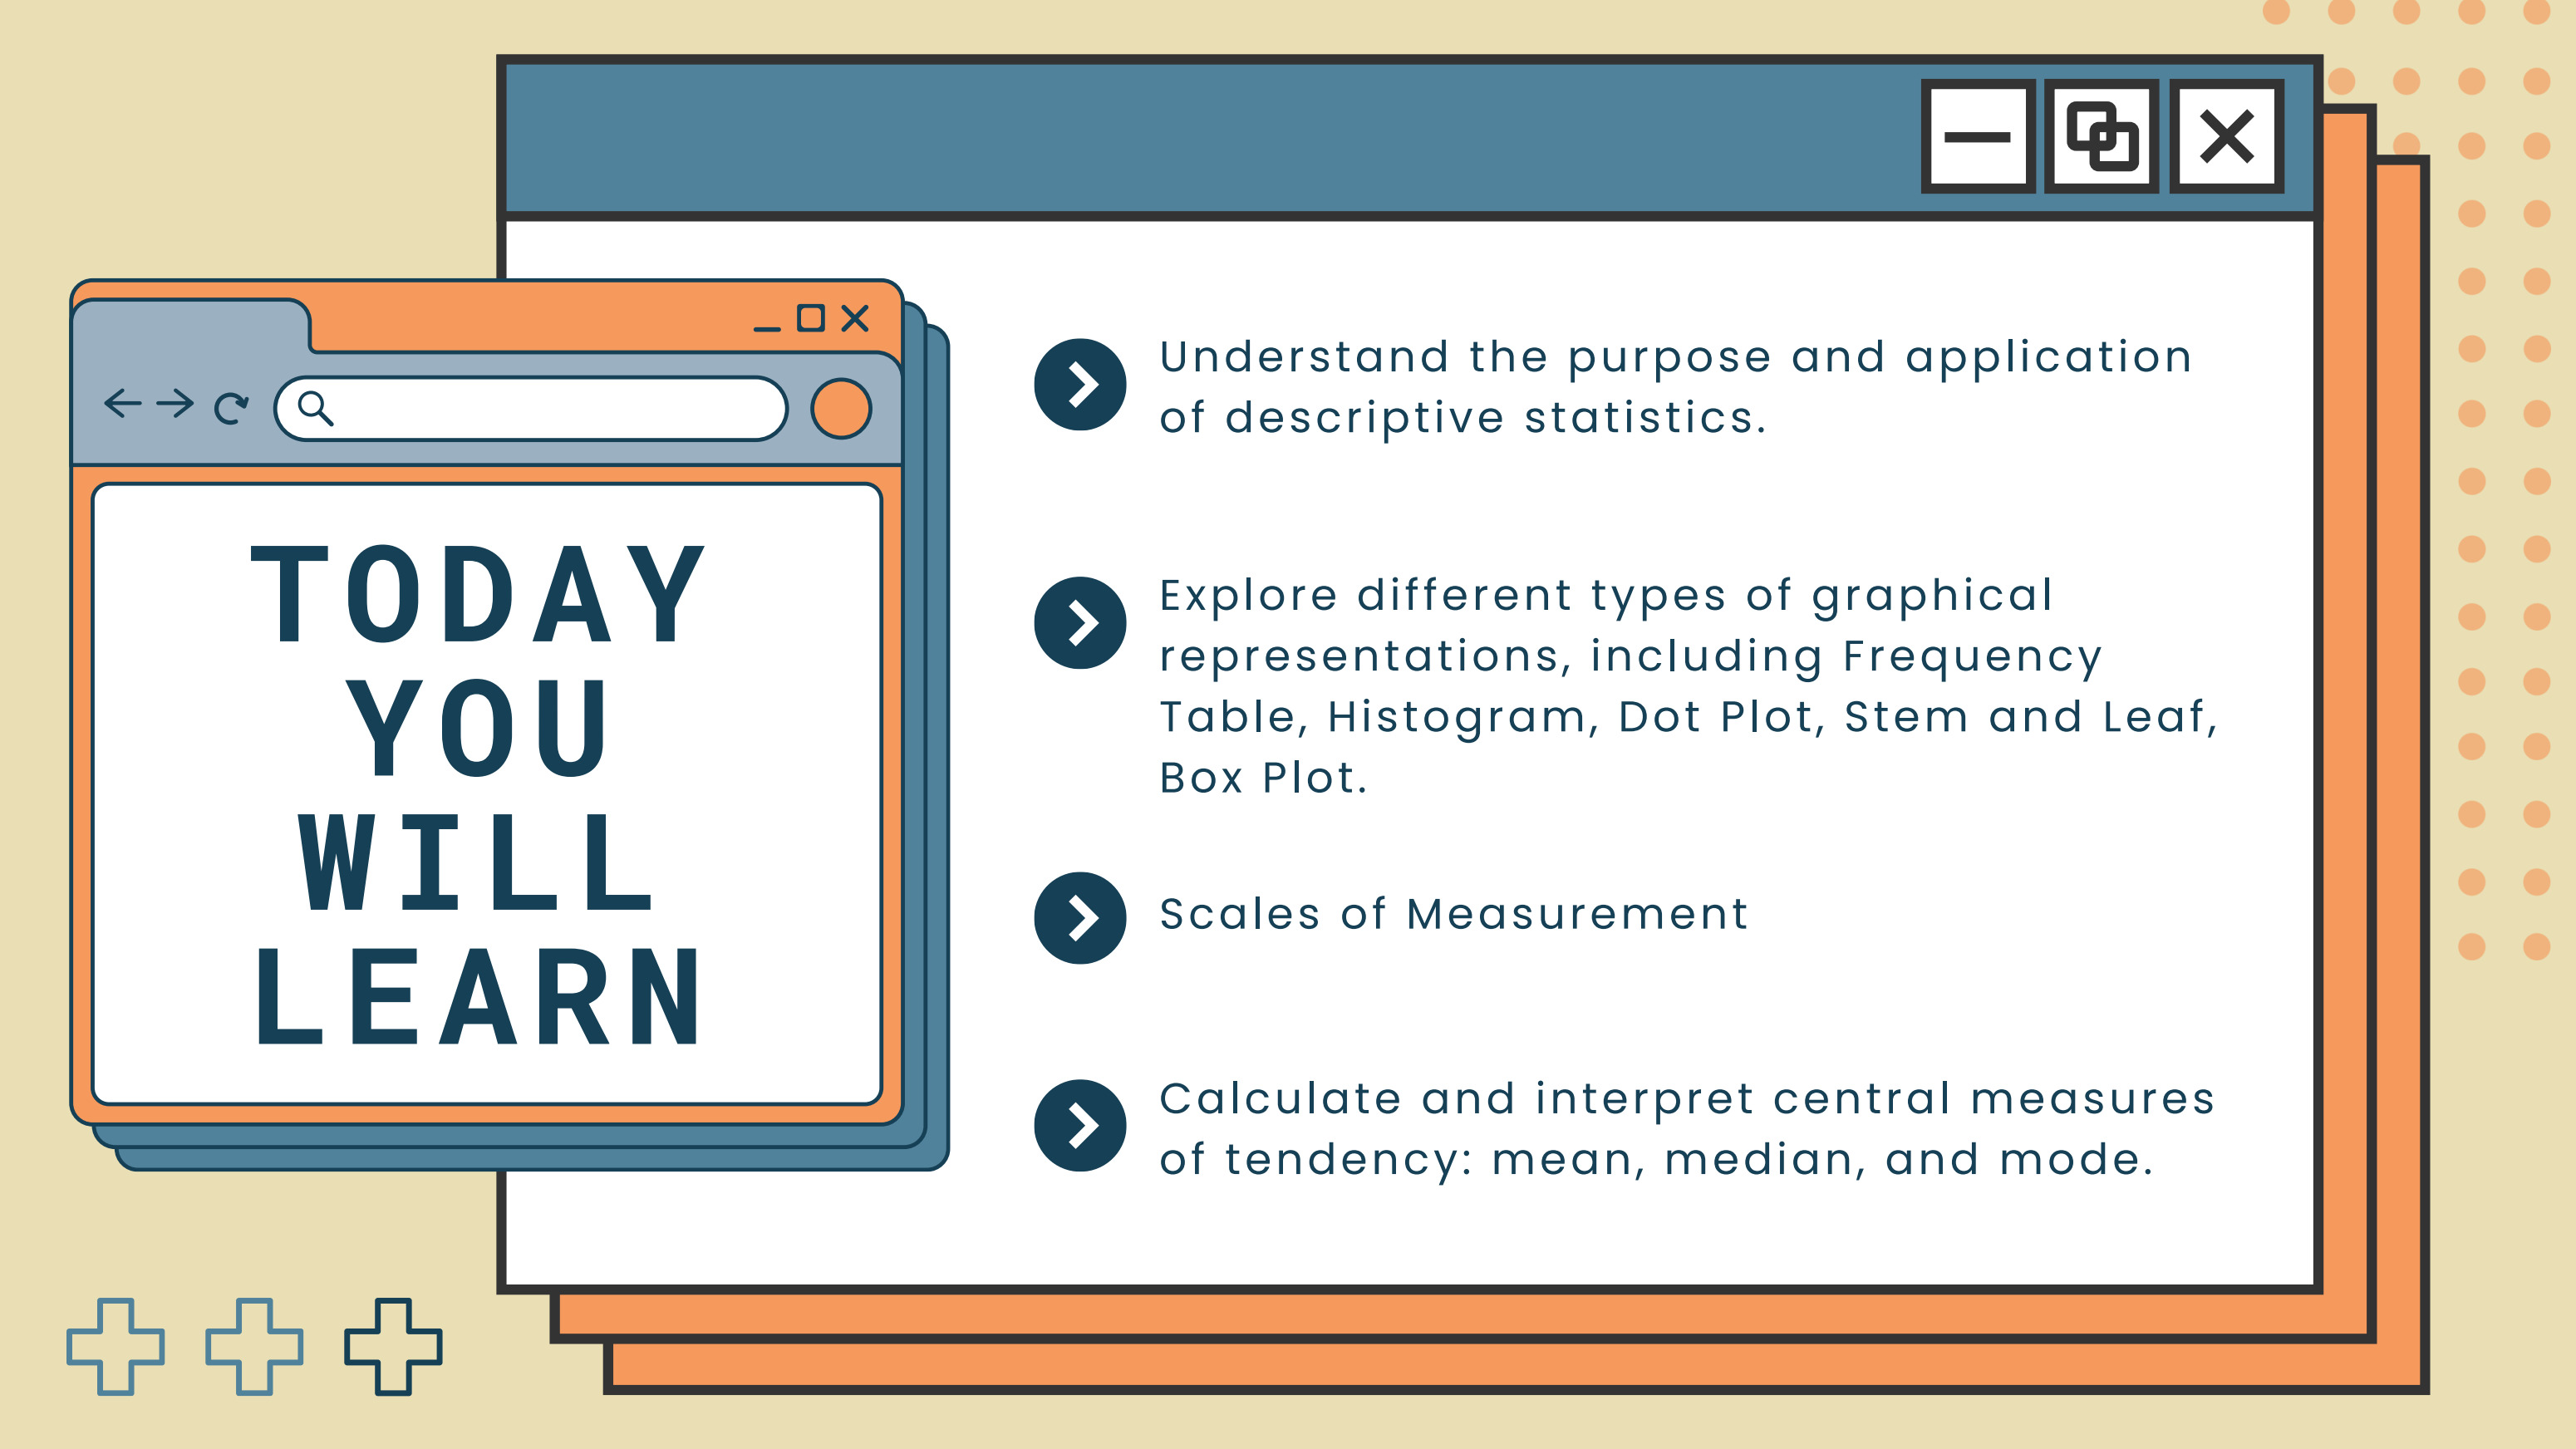 TODAY
YOU
WILL
LEARN
Understand the purpose and application
of descriptive statistics.
Explore different types of graphical
representations, including Frequency
Table, Histogram, Dot Plot, Stem and Leaf,
Box Plot.
Scales of Measurement
Calculate and interpret central measures
of tendency: mean, median, and mode.